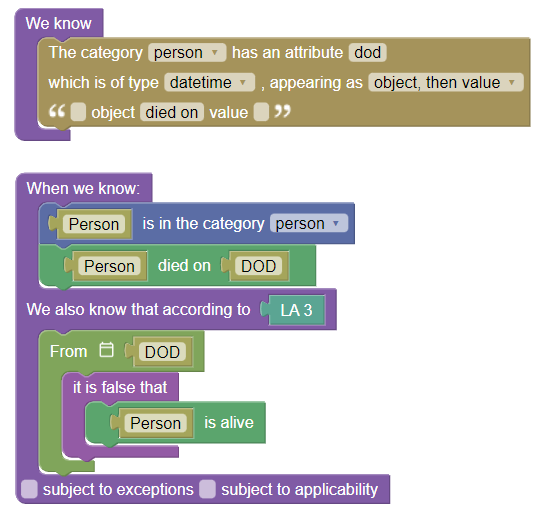 We know
The category person ▾ has an attribute dod
which is of type datetime ▾ , appearing as object, then value ▾
“ object died on value ”
When we know:
Person is in the category person ▾
Person died on DOD
We also know that according to LA 3
From DOD
it is false that
Person is alive
subject to exceptions subject to applicability